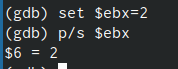 (gdb) set $ebx=2
(gdb) p/s $ebx
$6 = 2